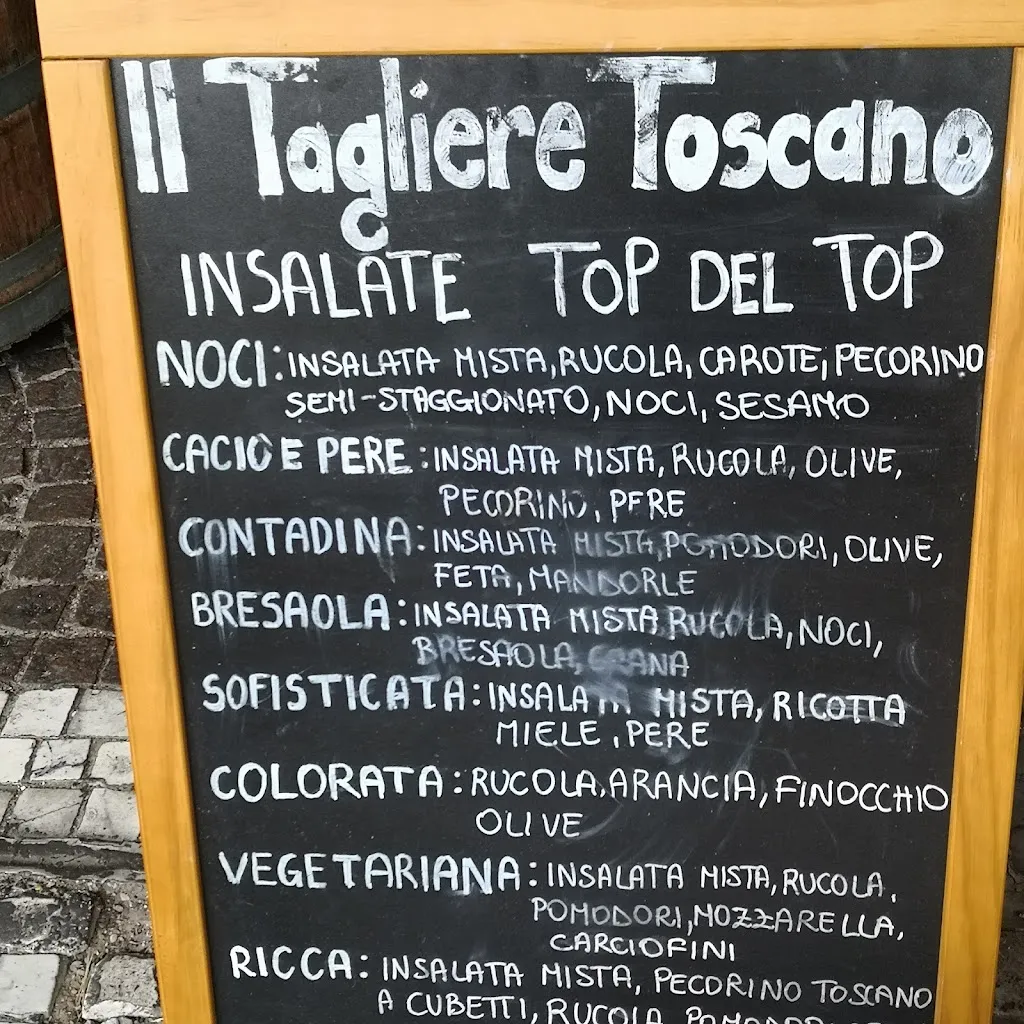 Il Tagliere Toscano
INSALATE TOP DEL TOP
NOCI: INSALATA MISTA, RUCOLA, CAROTE, PECORINO
SEMI-STAGGIONATO, NOCI, SESAMO
CACIO E PERE: INSALATA MISTA, RUCOLA, OLIVE,
PECORINO, PERE
CONTADINA: INSALATA MISTA, POMODORI, OLIVE,
FETA, MANDORLE
BRESAOLA: INSALATA MISTA, RUCOLA, NOCI,
BRESAOLA, GRANA
SOFISTICATA: INSALATA MISTA, RICOTTA
MIELE, PERE
COLORATA: RUCOLA, ARANCIA, FINOCCHIO
OLIVE
VEGETARIANA: INSALATA MISTA, RUCOLA,
POMODORI, MOZZARELLA,
CARCIOFINI
RICCA: INSALATA MISTA, PECORINO TOSCANO
A CUBETTI, RUCOLA